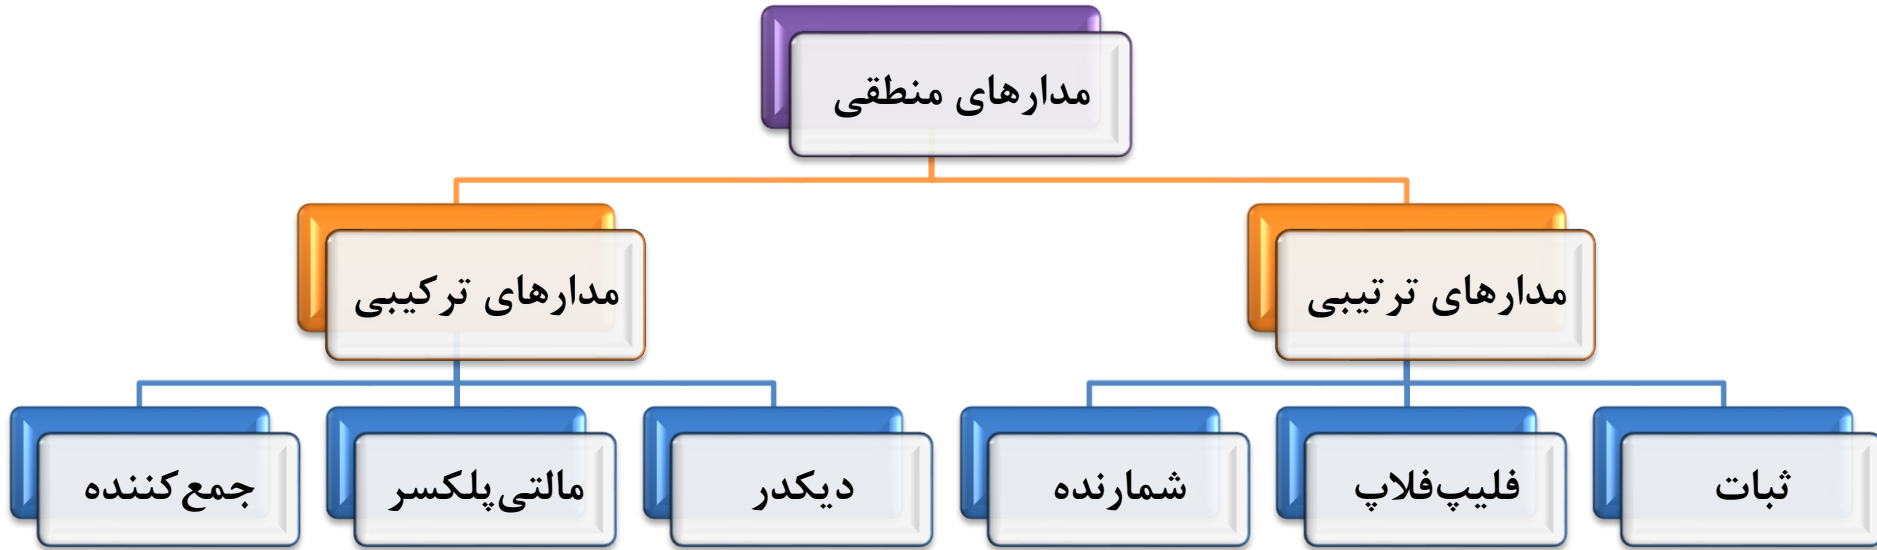 مدارهای منطقی
مدارهای ترتیبی
مدارهای ترکیبی
ثبات
فلیپ‌فلاپ
شمارنده
دیکدر
مالتی‌پلکسر
جمع‌کننده